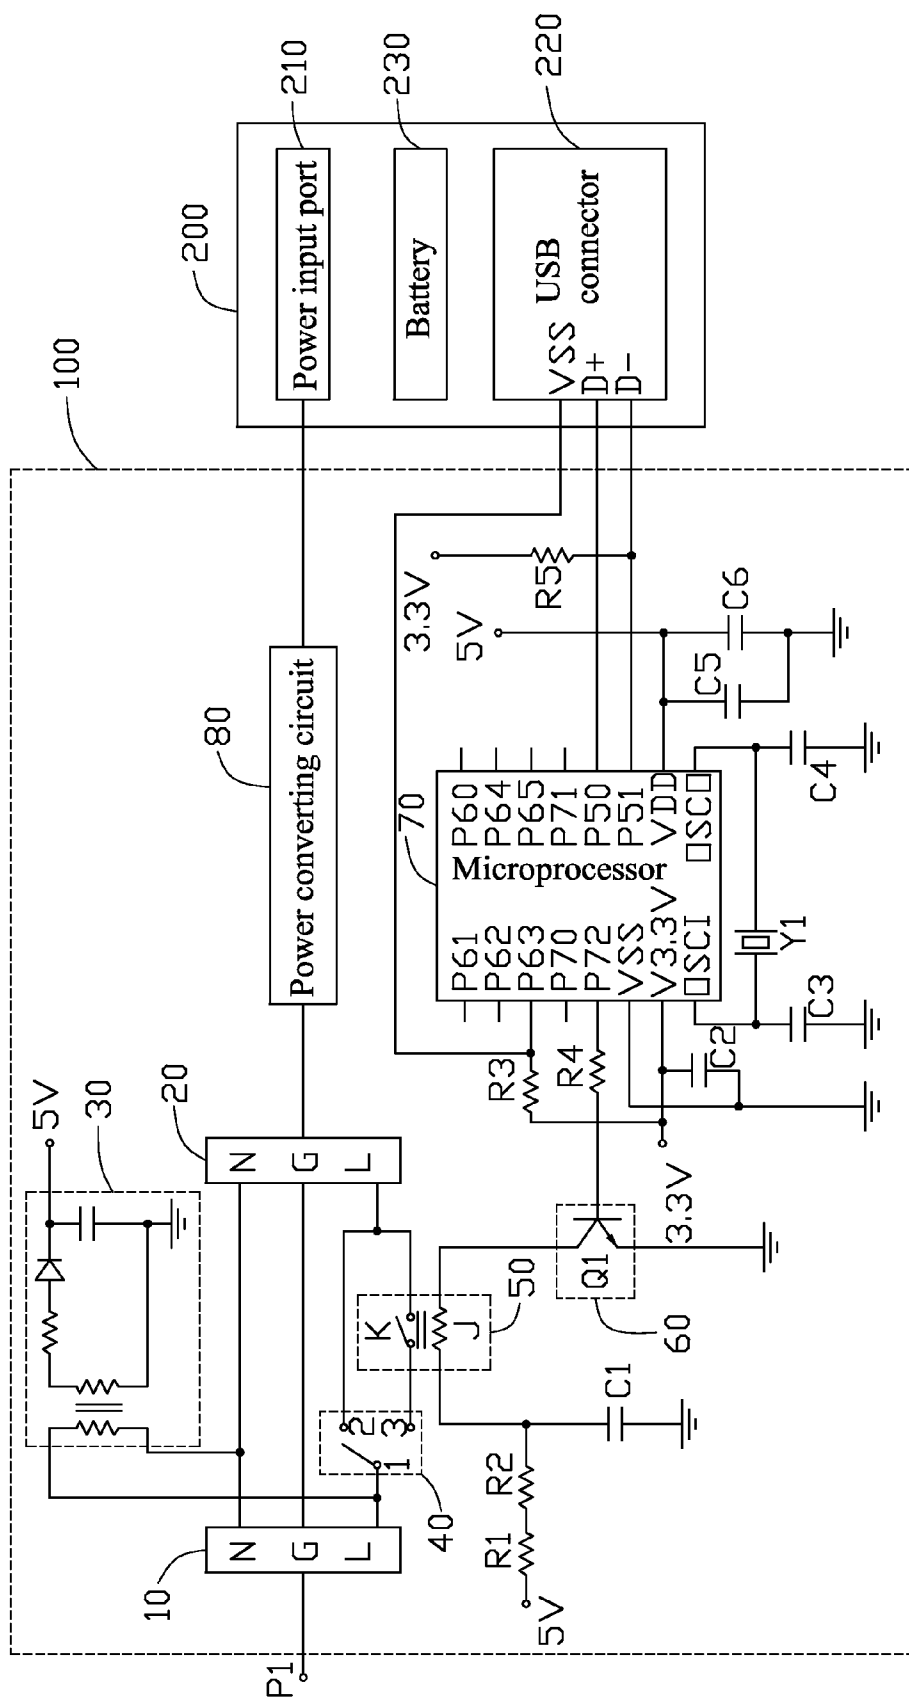 100
200
210
230
220
Power input port
Battery
USB
connector
VSS
D+
D-
80
Power converting circuit
3.3V
R5
5V
C6
C5
70
P60
P64
P65
P71
P50
P51
VDD
OSCO
Microprocessor
P61
P62
P63
P70
P72
VSS
V3.3V
OSCI
C4
Y1
C3
C2
R3
R4
3.3V
5V
30
20
N
G
L
K
J
50
Q1
60
2
3
1
40
C1
R2
R1
5V
10
N
G
L
P1